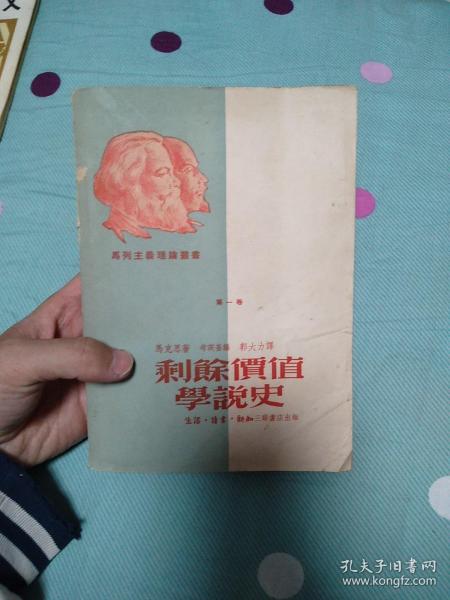 文
馬列主義理論叢書
第一卷
馬克思著 考茨基編 郭大力譯
剩餘價值
學說史
生活·讀書·新知三聯書店出版
孔夫子旧书网
www.kongfz.com